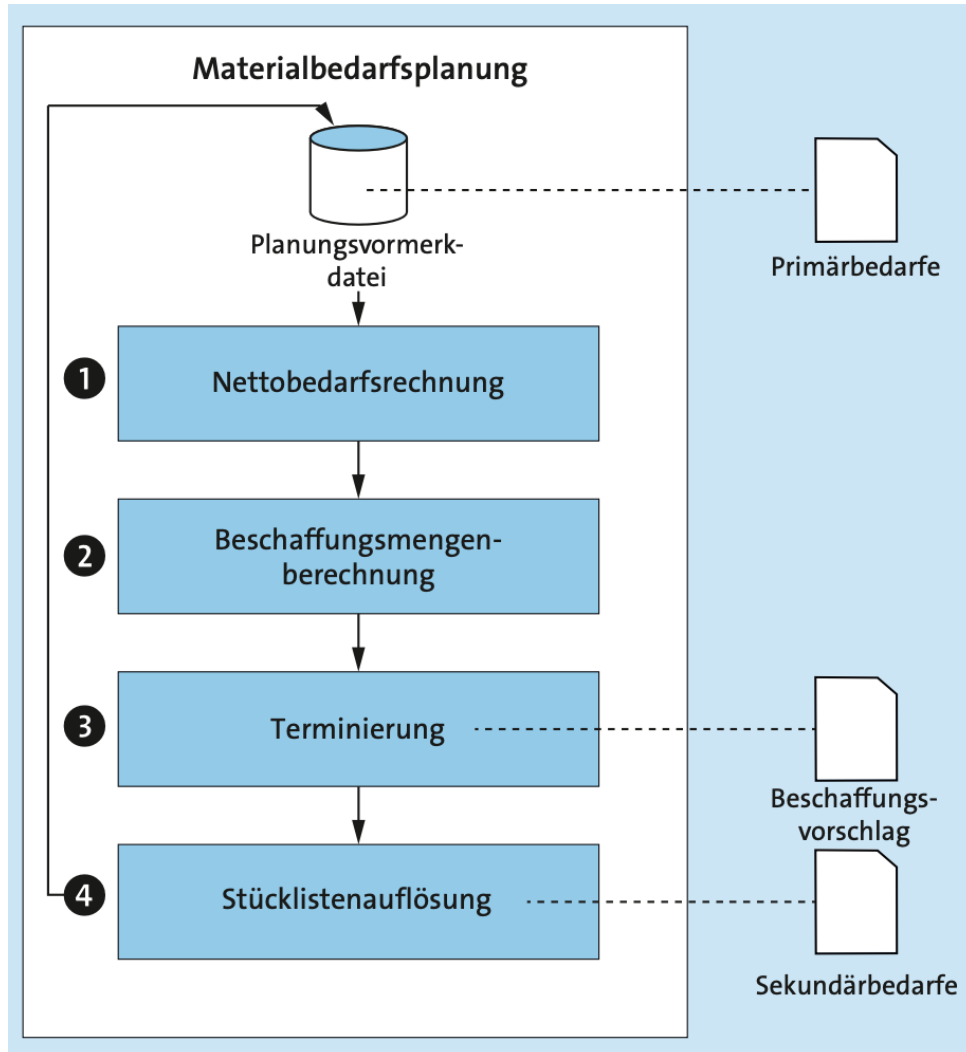 Materialbedarfsplanung
Planungsvormerk-
datei
Primärbedarfe
1
Nettobedarfsrechnung
2
Beschaffungsmengen-
berechnung
3
Terminierung
Beschaffungs-
vorschlag
4
Stücklistenauflösung
Sekundärbedarfe